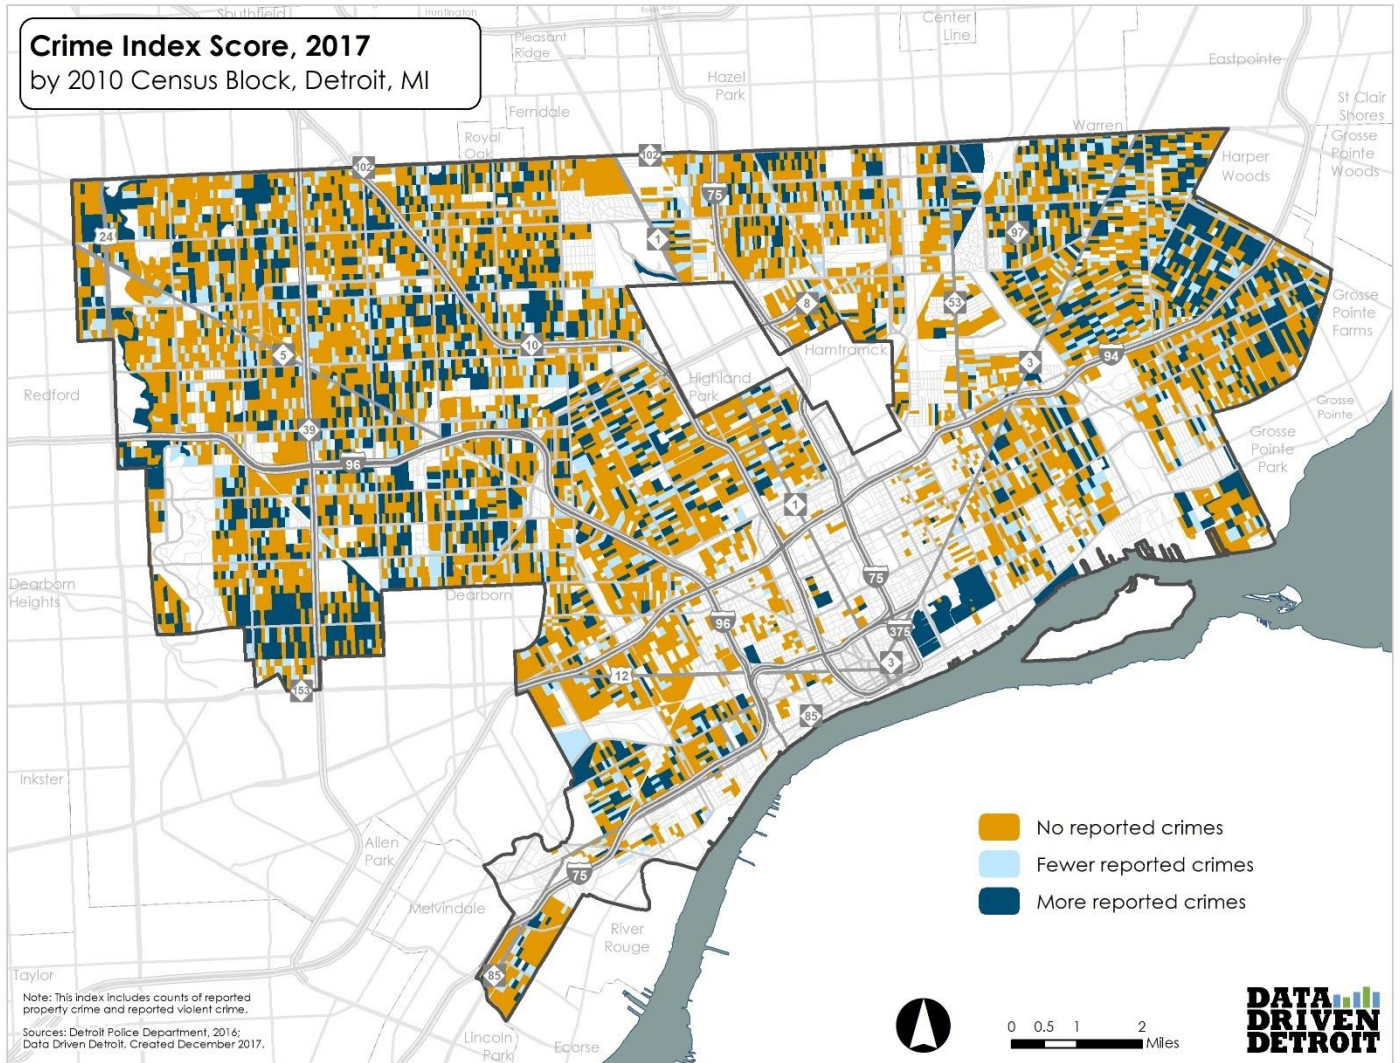 Crime Index Score, 2017
by 2010 Census Block, Detroit, MI
Southfield
Huntington
Pleasant
Ridge
Center
Line
Hazel
Park
Eastpointe
Ferndale
St Clair
Shores
Royal
Oak
Warren
Grosse
Pointe
Woods
Harper
Woods
102
102
75
24
1
97
8
53
Grosse
Pointe
Farms
5
10
Hamtramck
3
94
Redford
Highland
Park
Grosse
Pointe
39
96
Grosse
Pointe
Park
1
75
Dearborn
Heights
Dearborn
96
375
12
3
153
85
Inkster
Allen
Park
75
Melvindale
River
Rouge
85
Taylor
Lincoln
Park
Ecorse
No reported crimes
Fewer reported crimes
More reported crimes
Note: This index includes counts of reported
property crime and reported violent crime.
Sources: Detroit Police Department, 2016;
Data Driven Detroit. Created December 2017.
0 0.5 1 2
Miles
DATA
DRIVEN
DETROIT